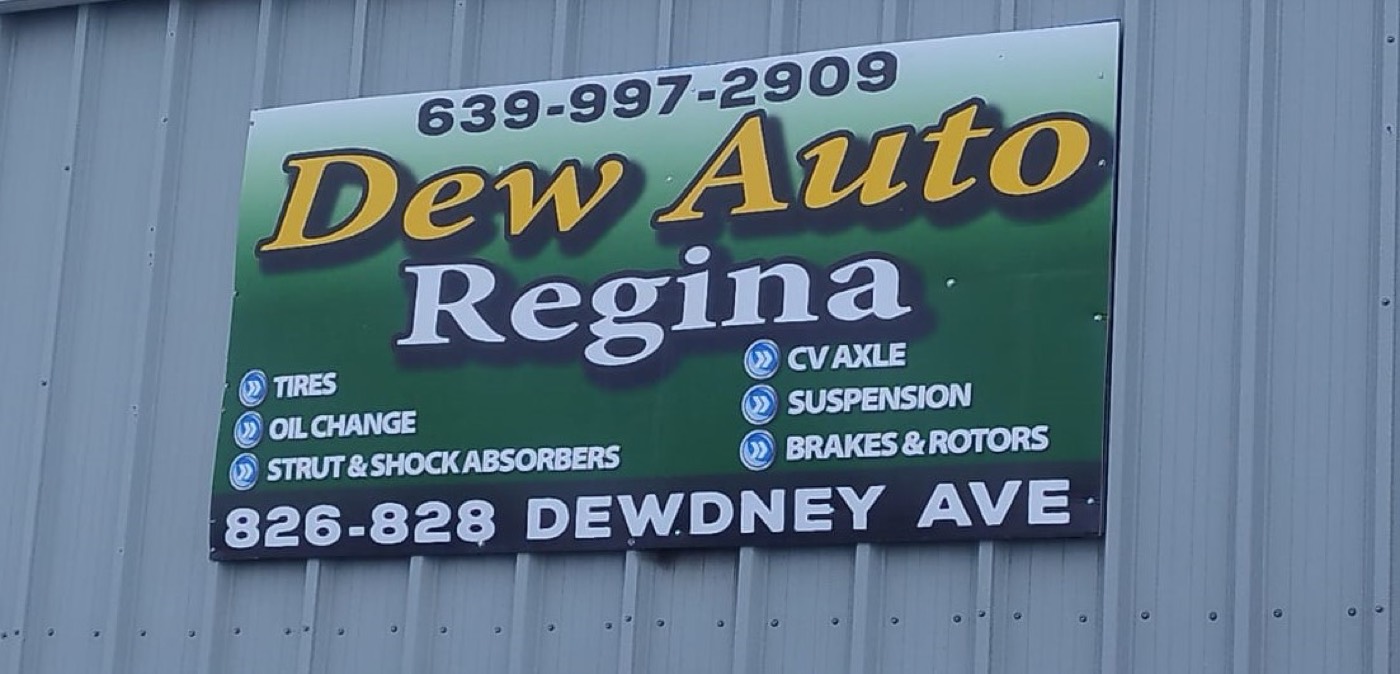 639-997-2909
Dew Auto
Regina
TIRES
OIL CHANGE
STRUT & SHOCK ABSORBERS
CV AXLE
SUSPENSION
BRAKES & ROTORS
826-828 DEWDNEY AVE